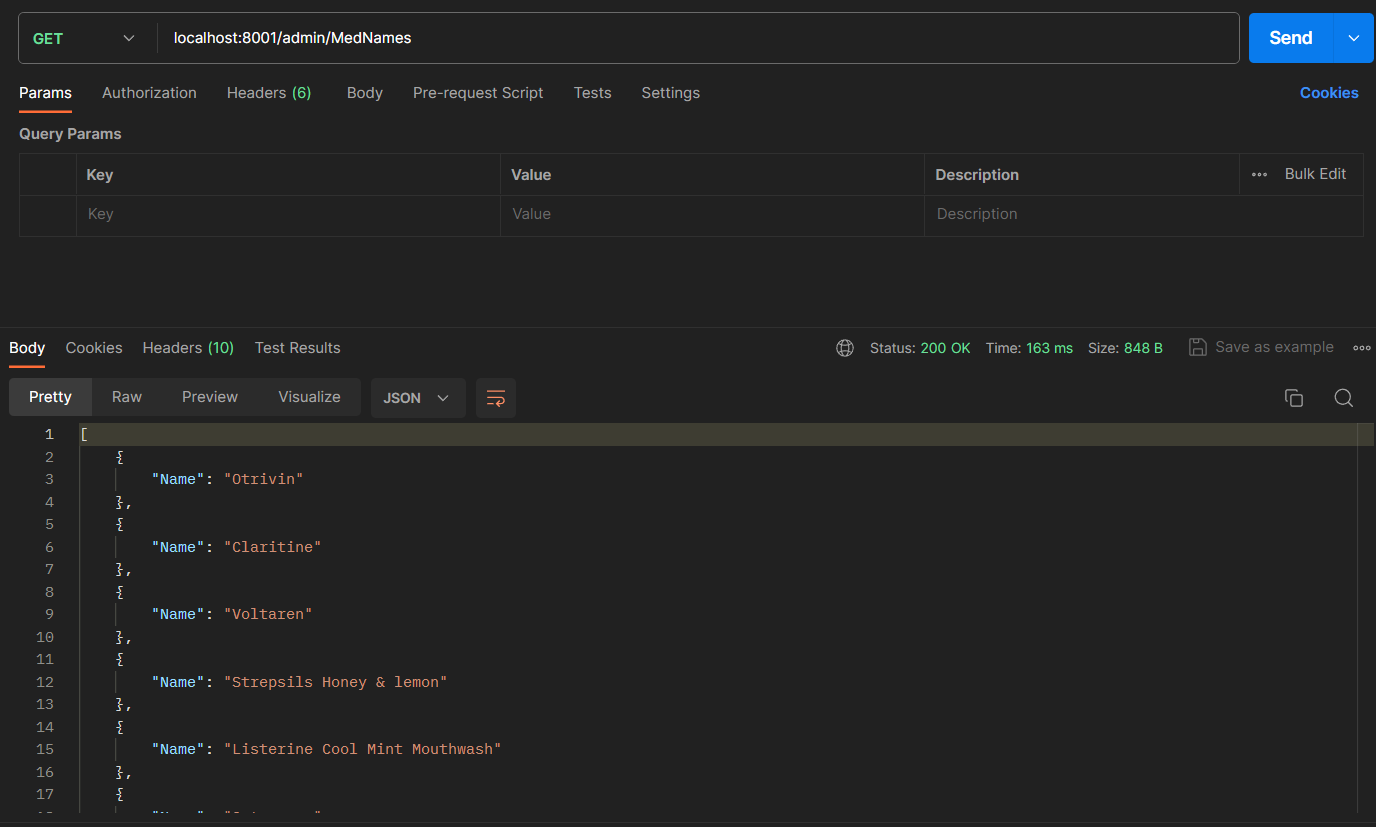 GET localhost:8001/admin/MedNames Send
Params Authorization Headers (6) Body Pre-request Script Tests Settings Cookies
Query Params
Key Value Description Bulk Edit
Key Value Description
Body Cookies Headers (10) Test Results Status: 200 OK Time: 163 ms Size: 848 B Save as example
Pretty Raw Preview Visualize JSON
1 [
2 {
3 "Name": "Otrivin"
4 },
5 {
6 "Name": "Claritine"
7 },
8 {
9 "Name": "Voltaren"
10 },
11 {
12 "Name": "Strepsils Honey & lemon"
13 },
14 {
15 "Name": "Listerine Cool Mint Mouthwash"
16 },
17 {